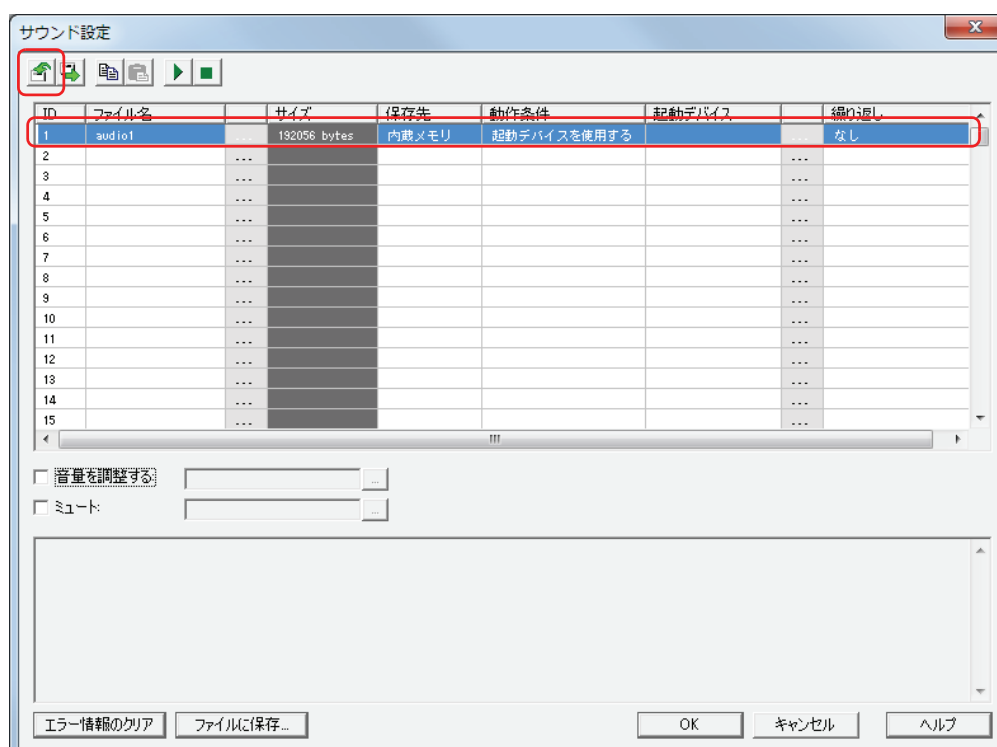 サウンド設定
ID ファイル名 サイズ 保存先 動作条件 起動デバイス 繰り返し
1 audio1 ... 192056 bytes 内蔵メモリ 起動デバイスを使用する ... なし
2 ... ...
3 ... ...
4 ... ...
5 ... ...
6 ... ...
7 ... ...
8 ... ...
9 ... ...
10 ... ...
11 ... ...
12 ... ...
13 ... ...
14 ... ...
15 ... ...
音量を調整する: ...
ミュート: ...
エラー情報のクリア ファイルに保存... OK キャンセル ヘルプ